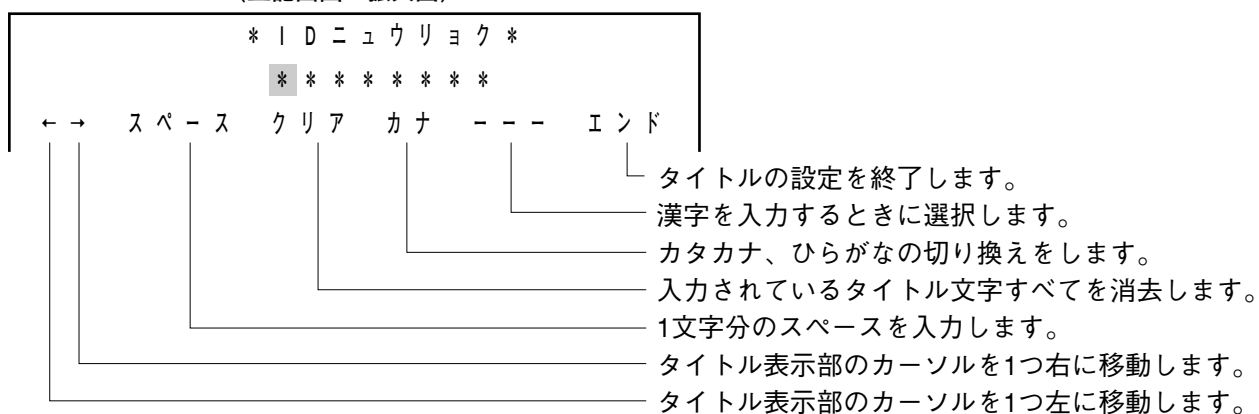 *IDニュウリョク*
********
←→ スペース クリア カナ --- エンド
タイトルの設定を終了します。
漢字を入力するときに選択します。
カタカナ、ひらがなの切り換えをします。
入力されているタイトル文字すべてを消去します。
1文字分のスペースを入力します。
タイトル表示部のカーソルを1つ右に移動します。
タイトル表示部のカーソルを1つ左に移動します。